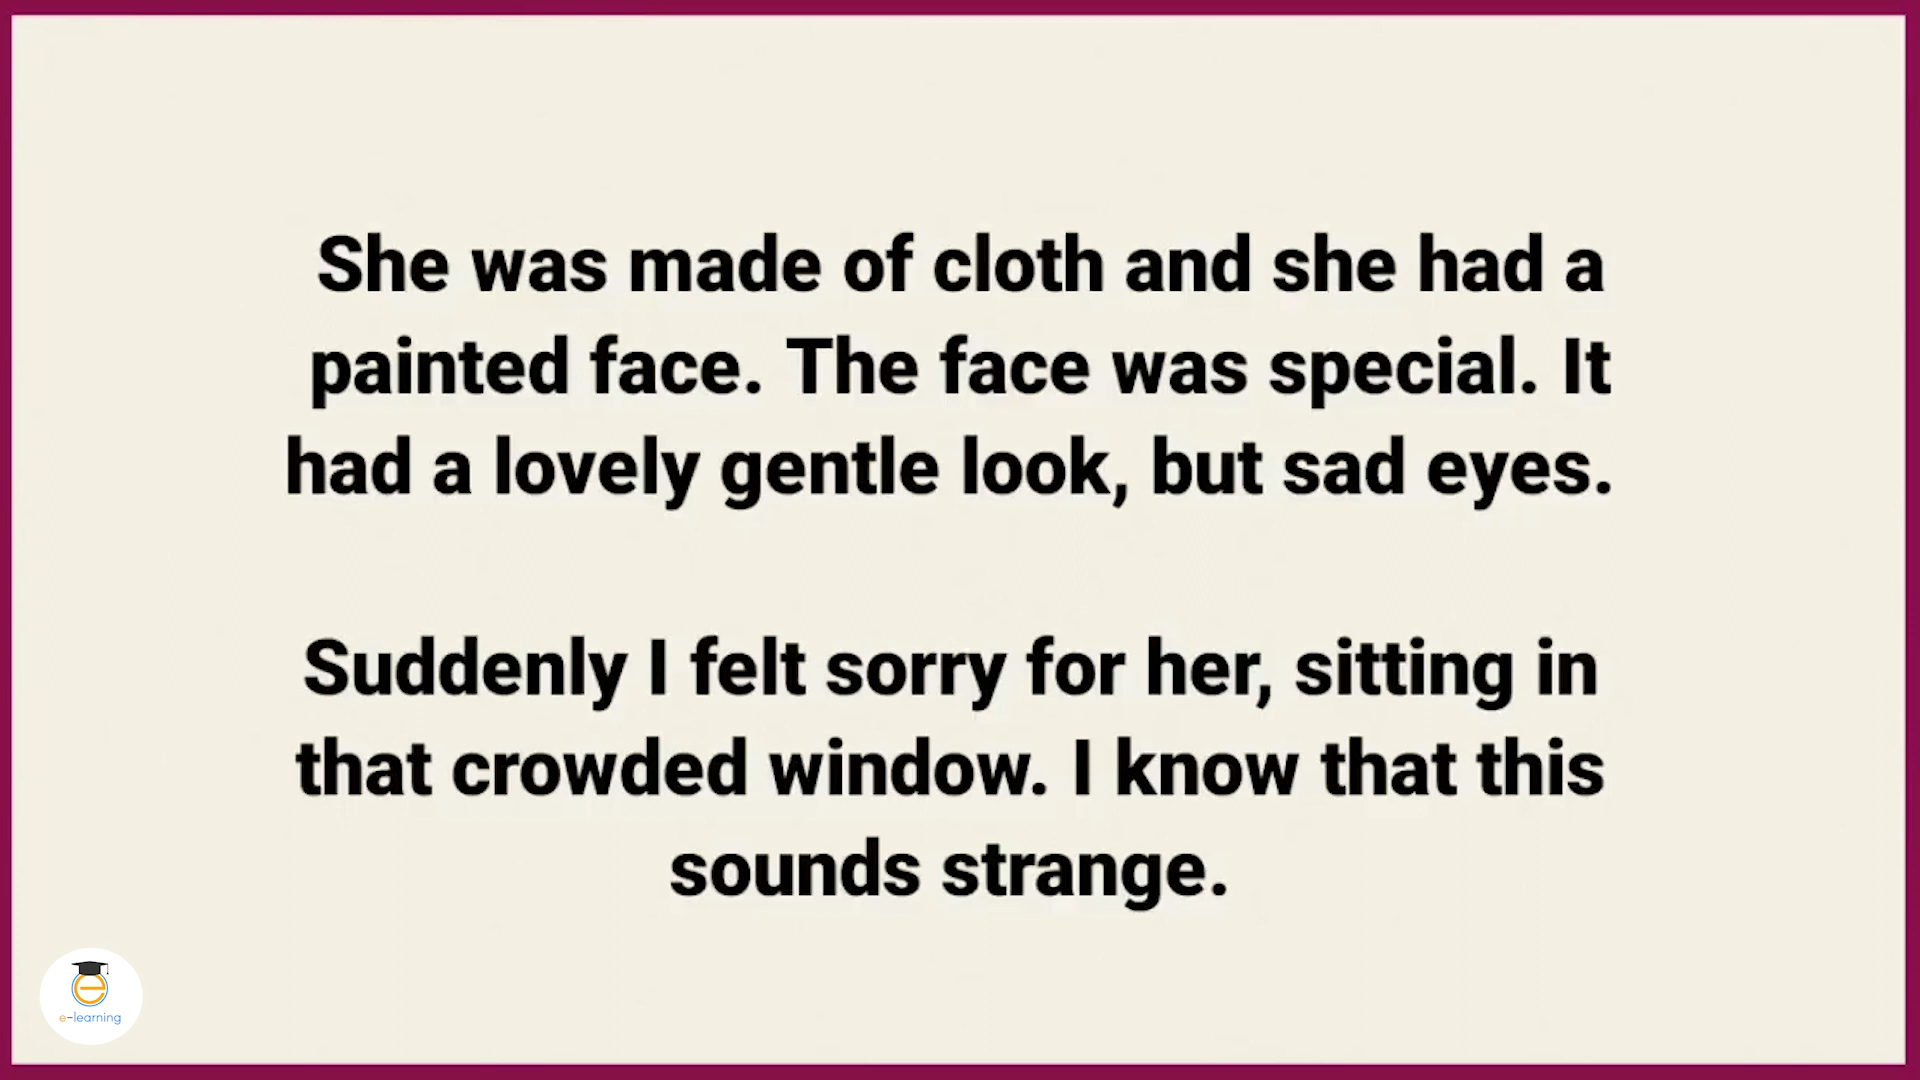 She was made of cloth and she had a
painted face. The face was special. It
had a lovely gentle look, but sad eyes.
Suddenly I felt sorry for her, sitting in
that crowded window. I know that this
sounds strange.
e
e-learning